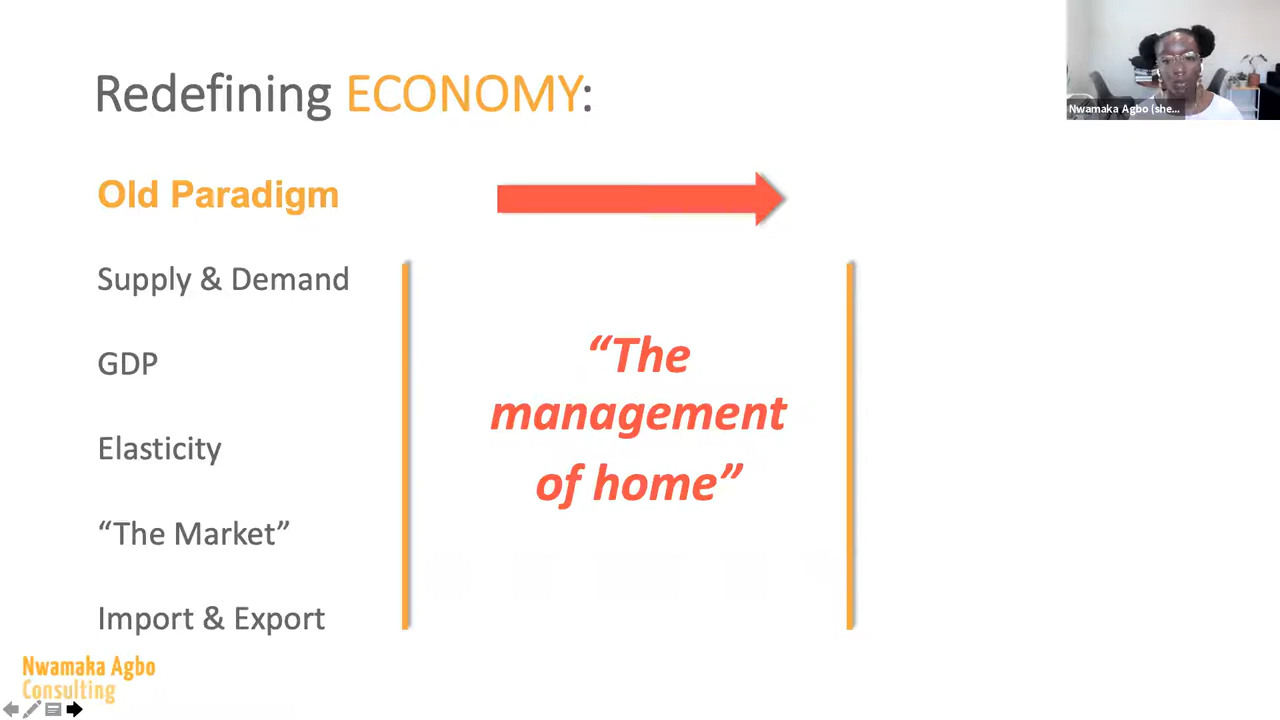 Redefining ECONOMY:
Nwamaka Agbo (she...
Old Paradigm
Supply & Demand
GDP
Elasticity
“The Market”
Import & Export
“The
management
of home”
Nwamaka Agbo
Consulting